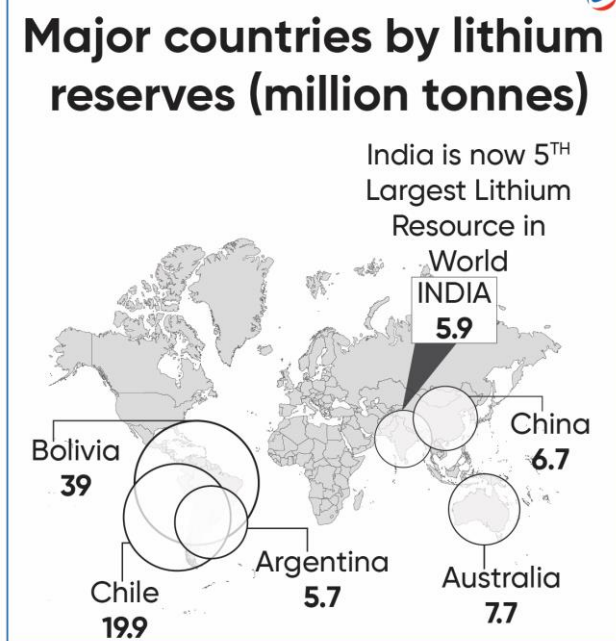 Major countries by lithium
reserves (million tonnes)
India is now 5TH
Largest Lithium
Resource in
World
INDIA
5.9
China
6.7
Bolivia
39
Argentina
5.7
Australia
7.7
Chile
19.9